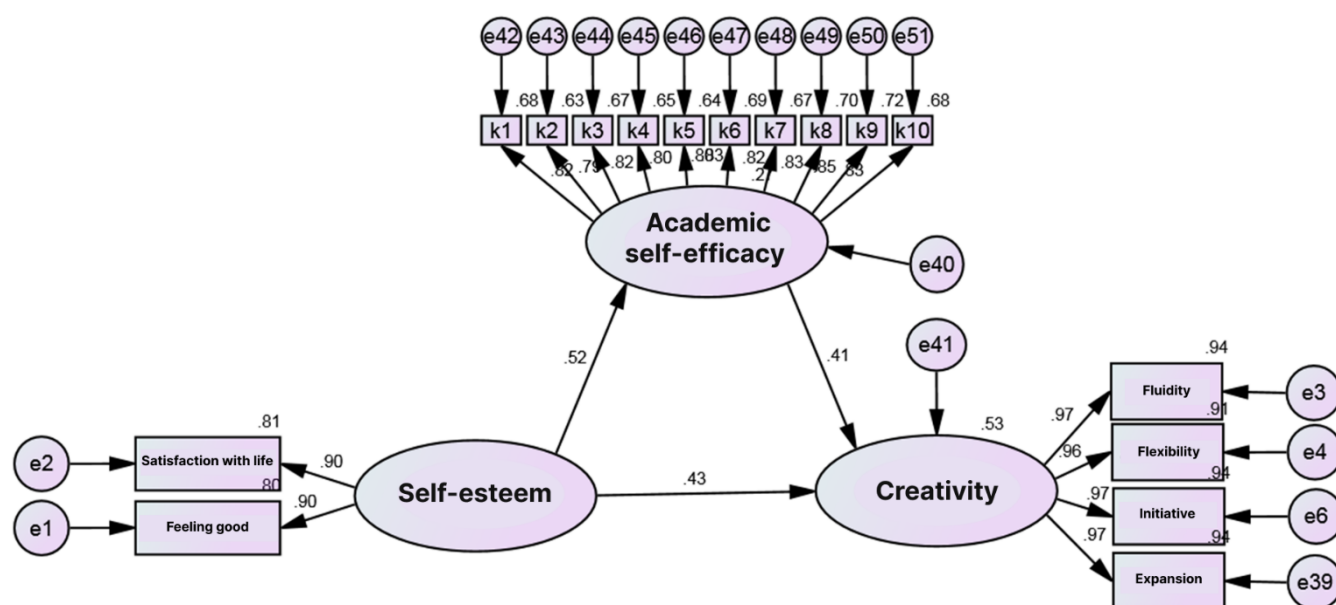 e42 e43 e44 e45 e46 e47 e48 e49 e50 e51
.68 .63 .67 .65 .64 .69 .67 .70 .72 .68
k1 k2 k3 k4 k5 k6 k7 k8 k9 k10
.82 .79 .82 .80 .82 .83 .85 .83
.2
Academic
self-efficacy
e40
e41
.52
.41
.94
Fluidity
e3
.97
.91
.53
.81
Flexibility
e4
.96
e2
Satisfaction with life
.90
.94
.80
Self-esteem
.43
Creativity
.97
Initiative
e6
e1
Feeling good
.90
.97
.94
Expansion
e39